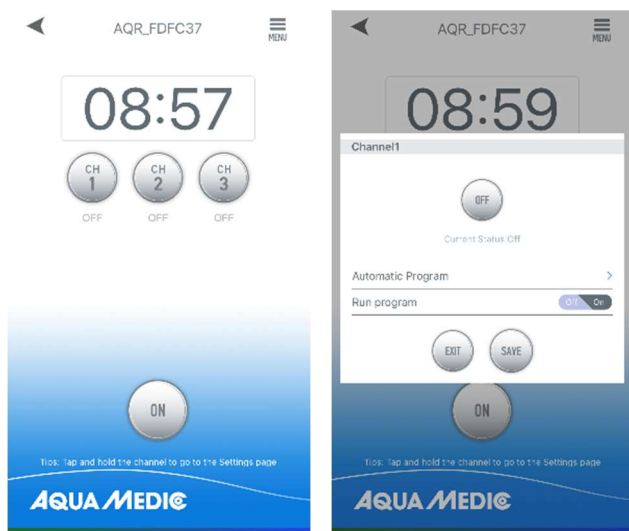 AQR_FDFC37
MENU
08:57
CH 1
CH 2
CH 3
OFF
OFF
OFF
ON
Tips: Tap and hold the channel to go to the Settings page
AQUA MEDIC
AQR_FDFC37
MENU
08:59
Channel1
OFF
Current Status:Off
Automatic Program
Run program
Off
On
EXIT
SAVE
ON
Tips: Tap and hold the channel to go to the Settings page
AQUA MEDIC